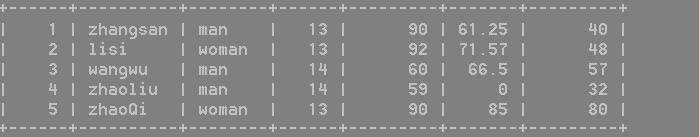 +------+----------+-------+------+---------+-------+---------+
|    1 | zhangsan | man   |   13 |      90 | 61.25 |      40 |
|    2 | lisi     | woman |   13 |      92 | 71.57 |      48 |
|    3 | wangwu   | man   |   14 |      60 |  66.5 |      57 |
|    4 | zhaoliu  | man   |   14 |      59 |     0 |      32 |
|    5 | zhaoQi   | woman |   13 |      90 |    85 |      80 |
+------+----------+-------+------+---------+-------+---------+